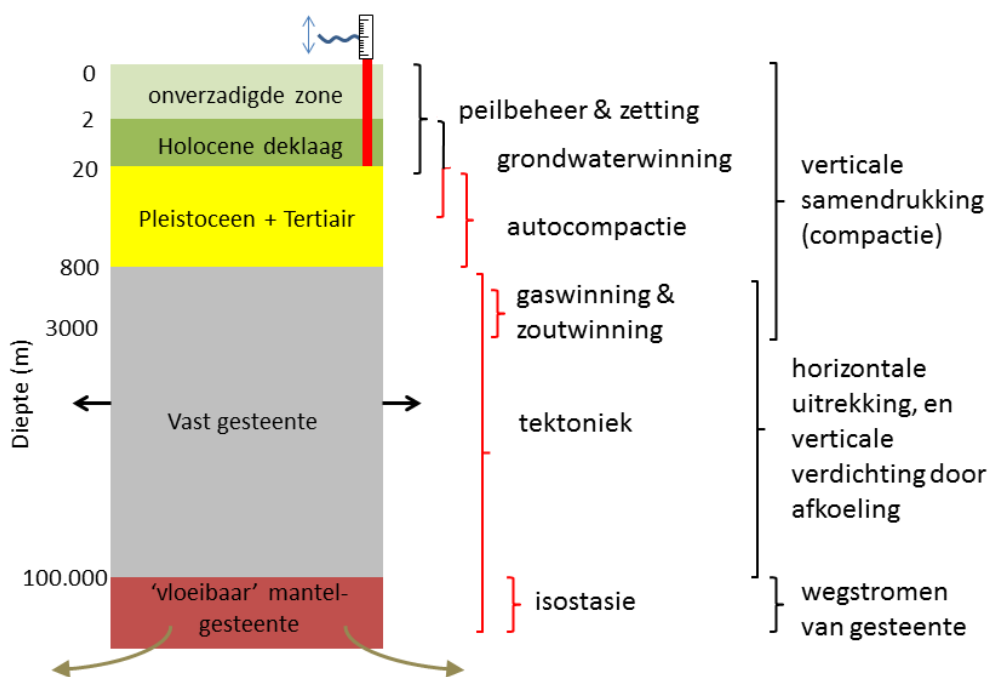 0
onverzadigde zone
2
Holocene deklaag
20
Pleistoceen + Tertiair
800
3000
Diepte (m)
Vast gesteente
100.000
‘vloeibaar’ mantel-
gesteente
peilbeheer & zetting
grondwaterwinning
autocompactie
gaswinning &
zoutwinning
tektoniek
isostasie
verticale
samendrukking
(compactie)
horizontale
uitrekking, en
verticale
verdichting door
afkoeling
wegstromen
van gesteente